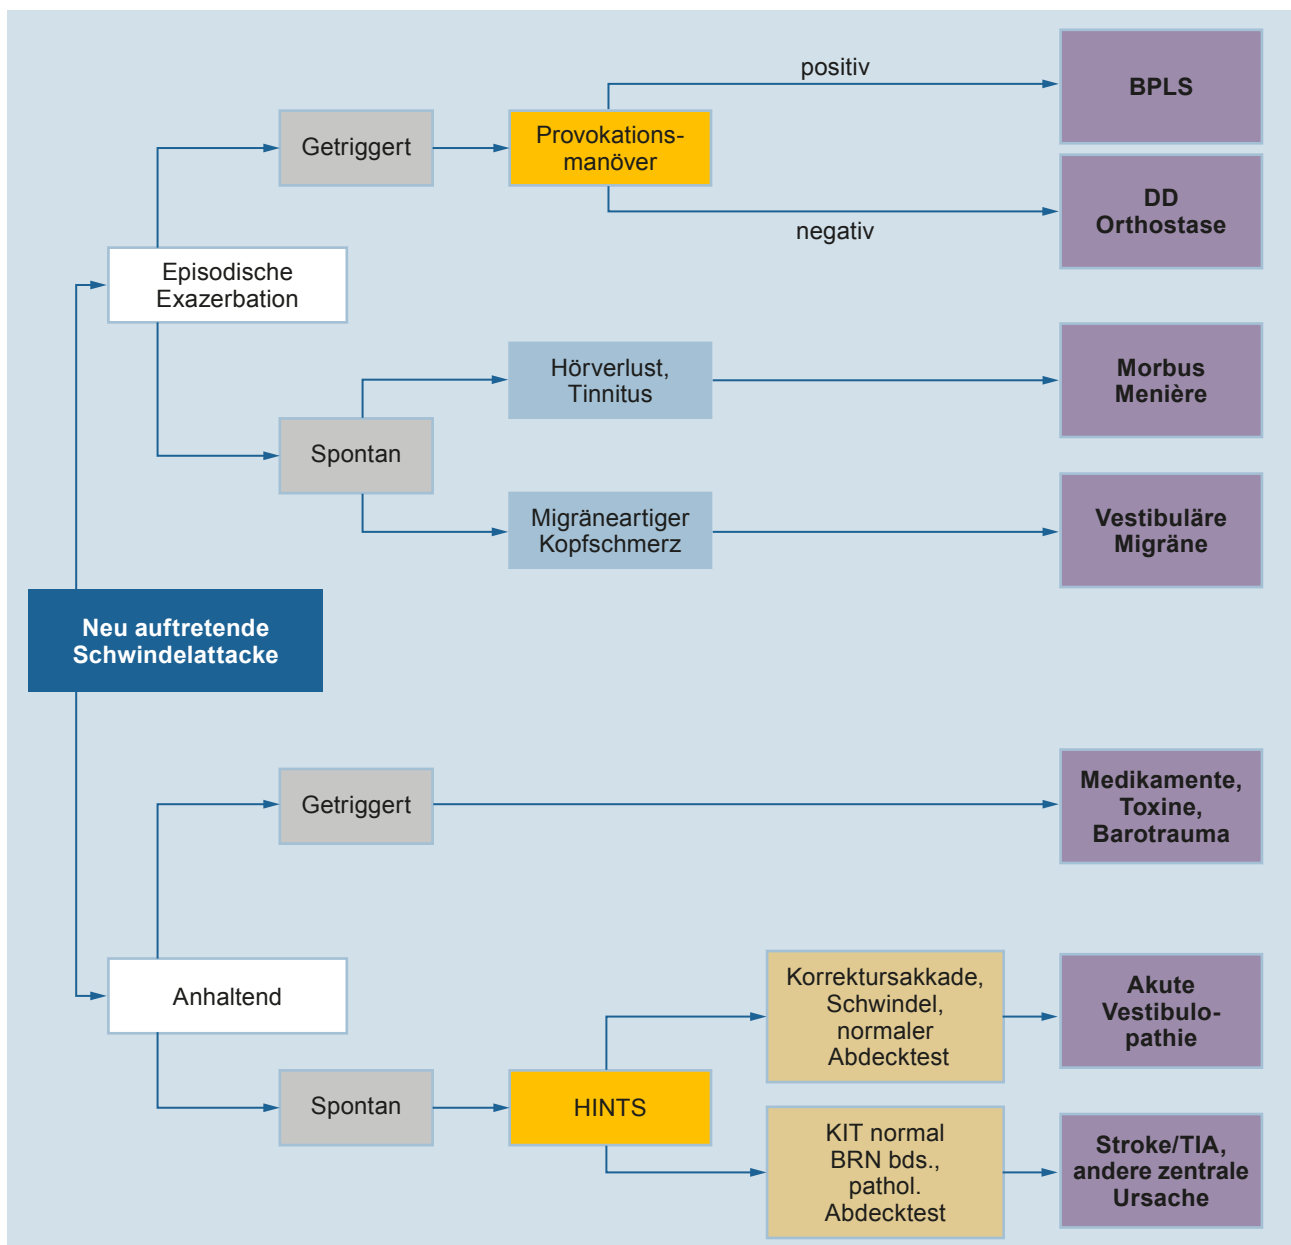 positiv
BPLS
Getriggert
Provokations-
manöver
DD
Orthostase
negativ
Episodische
Exazerbation
Hörverlust,
Tinnitus
Morbus
Menière
Spontan
Migräneartiger
Kopfschmerz
Vestibuläre
Migräne
Neu auftretende
Schwindelattacke
Getriggert
Medikamente,
Toxine,
Barotrauma
Anhaltend
Korrektursakkade,
Schwindel,
normaler
Abdecktest
Akute
Vestibulo-
pathie
Spontan
HINTS
KIT normal
BRN bds.,
pathol.
Abdecktest
Stroke/TIA,
andere zentrale
Ursache